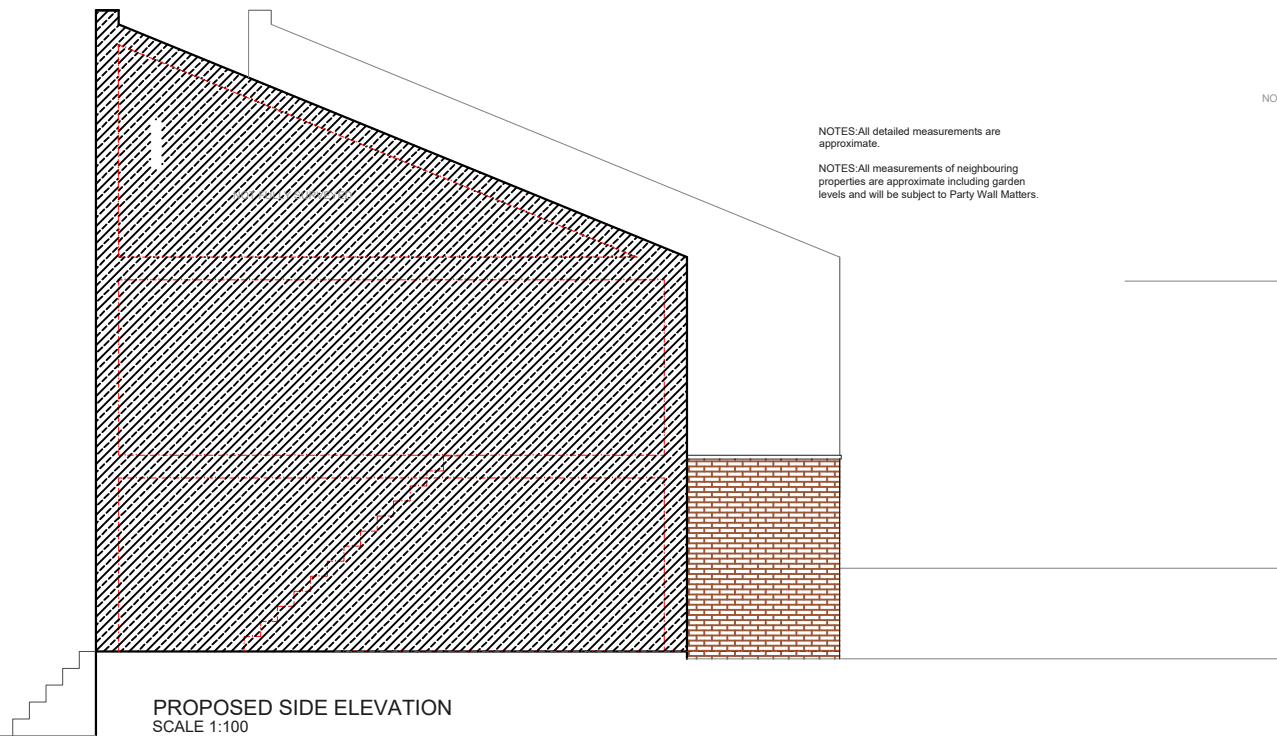 NO
NOTES:All detailed measurements are
approximate.
NOTES:All measurements of neighbouring
properties are approximate including garden
levels and will be subject to Party Wall Matters.
PROPOSED SIDE ELEVATION
SCALE 1:100